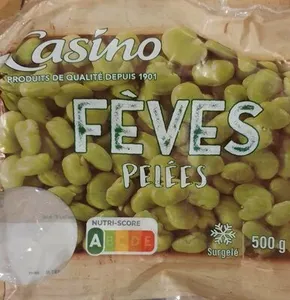 Casino
PRODUITS DE QUALITÉ DEPUIS 1901
FÈVES
PELÉES
NUTRI-SCORE
A B C D E
Surgelé
500 g